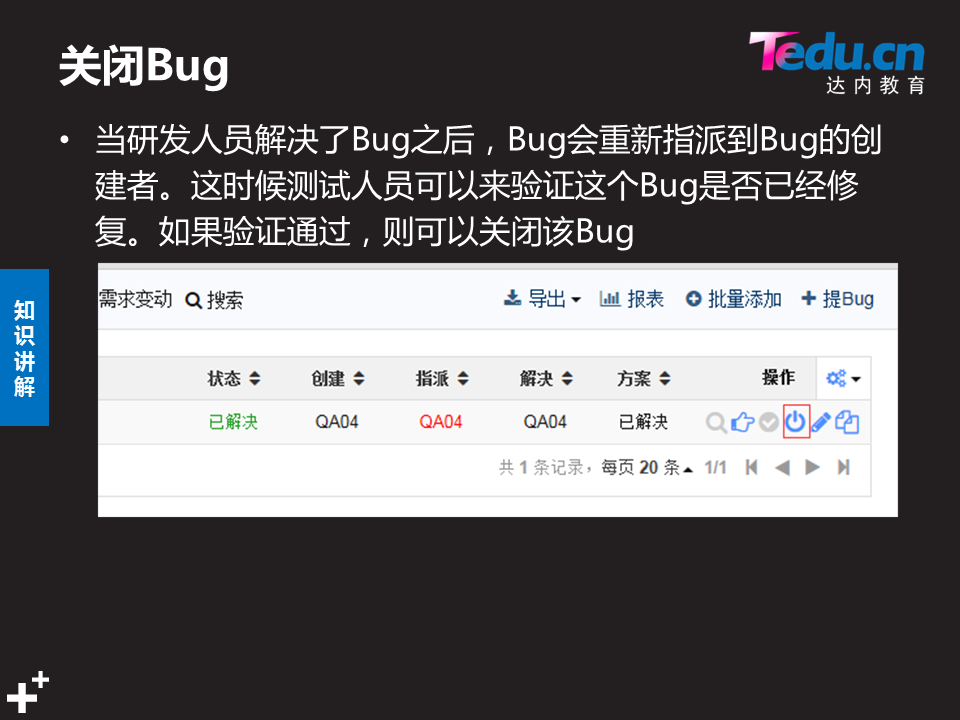 关闭Bug
Tedu.cn
达内教育
• 当研发人员解决了Bug之后，Bug会重新指派到Bug的创
建者。这时候测试人员可以来验证这个Bug是否已经修
复。如果验证通过，则可以关闭该Bug
知识讲解
需求变动 搜索 导出 报表 批量添加 提Bug
状态 创建 指派 解决 方案 操作
已解决 QA04 QA04 QA04 已解决
共 1 条记录，每页 20 条 1/1